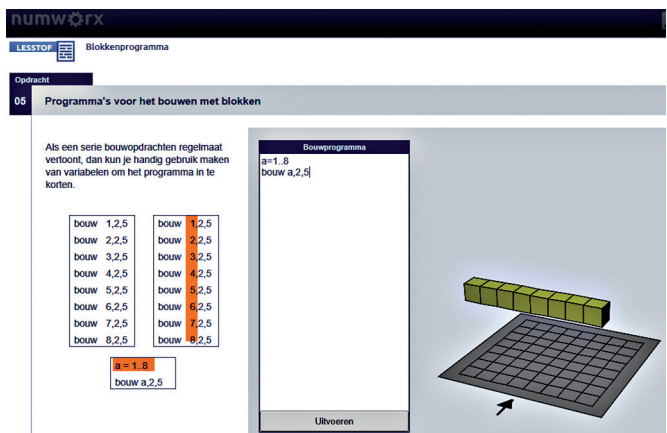 numworx
LESSTOF
Blokkenprogramma
Opdracht
05 Programma's voor het bouwen met blokken
Als een serie bouwopdrachten regelmaat
vertoont, dan kun je handig gebruik maken
van variabelen om het programma in te
korten.
bouw 1,2,5
bouw 2,2,5
bouw 3,2,5
bouw 4,2,5
bouw 5,2,5
bouw 6,2,5
bouw 7,2,5
bouw 8,2,5
bouw 1,2,5
bouw 2,2,5
bouw 3,2,5
bouw 4,2,5
bouw 5,2,5
bouw 6,2,5
bouw 7,2,5
bouw 8,2,5
a = 1..8
bouw a,2,5
Bouwprogramma
a=1..8
bouw a,2,5
Uitvoeren